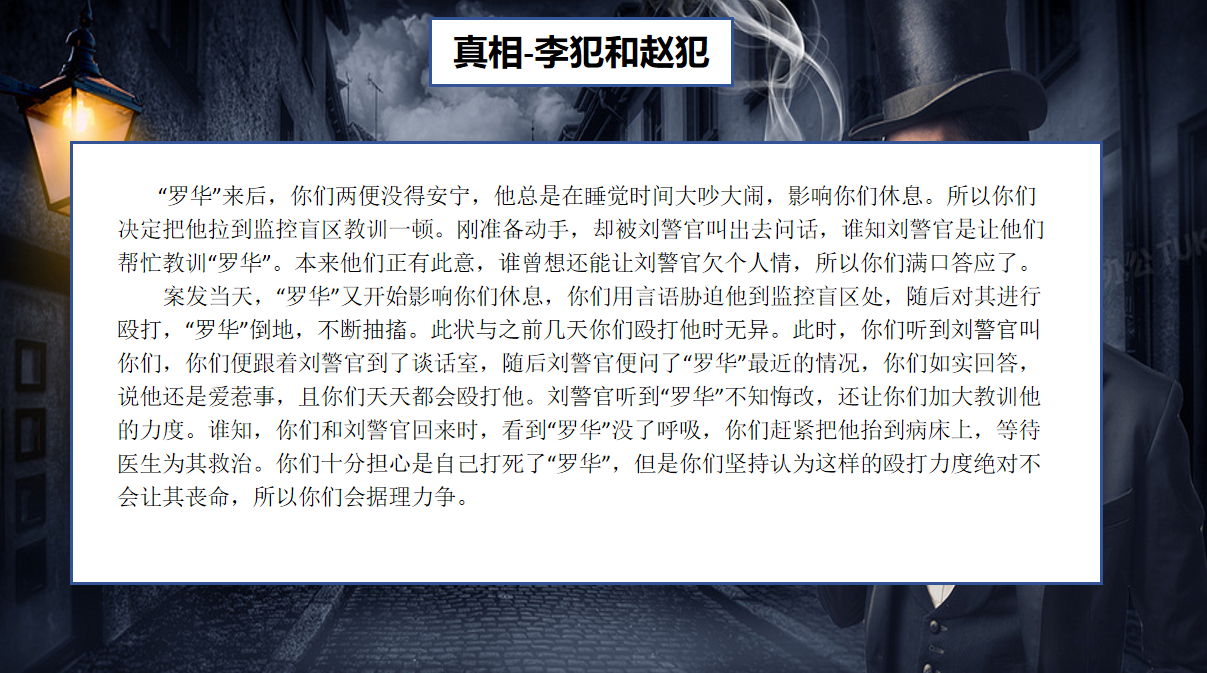 真相-李犯和赵犯
“罗华”来后，你们两便没得安宁，他总是在睡觉时间大吵大闹，影响你们休息。所以你们
决定把他拉到监控盲区教训一顿。刚准备动手，却被刘警官叫出去问话，谁知刘警官是让他们
帮忙教训“罗华”。本来他们正有此意，谁曾想还能让刘警官欠个人情，所以你们满口答应了。
案发当天，“罗华”又开始影响你们休息，你们用言语胁迫他到监控盲区处，随后对其进行
殴打，“罗华”倒地，不断抽搐。此状与之前几天你们殴打他时无异。此时，你们听到刘警官叫
你们，你们便跟着刘警官到了谈话室，随后刘警官便问了“罗华”最近的情况，你们如实回答，
说他还是爱惹事，且你们天天都会殴打他。刘警官听到“罗华”不知悔改，还让你们加大教训他
的力度。谁知，你们和刘警官回来时，看到“罗华”没了呼吸，你们赶紧把他抬到病床上，等待
医生为其救治。你们十分担心是自己打死了“罗华”，但是你们坚持认为这样的殴打力度绝对不
会让其丧命，所以你们会据理力争。